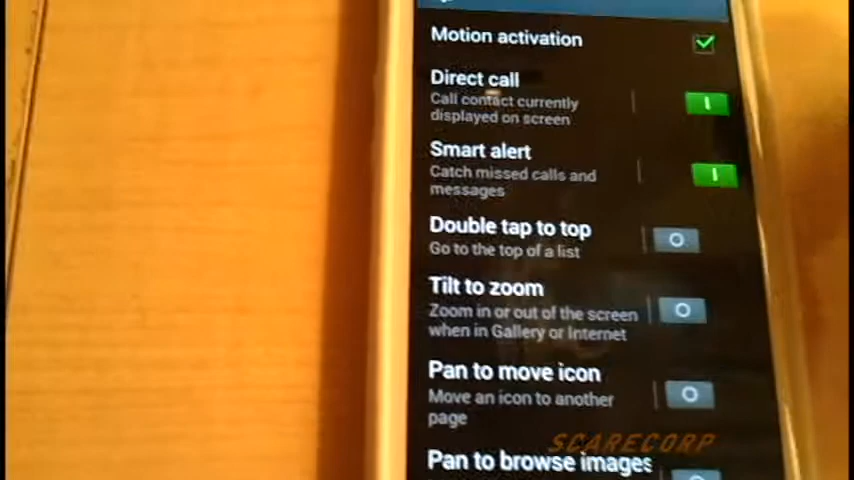 Motion activation
Direct call
Call contact currently
displayed on screen
Smart alert
Catch missed calls and
messages
Double tap to top
Go to the top of a list
Tilt to zoom
Zoom in or out of the screen
when in Gallery or Internet
Pan to move icon
Move an icon to another
page
SCARECORP
Pan to browse images